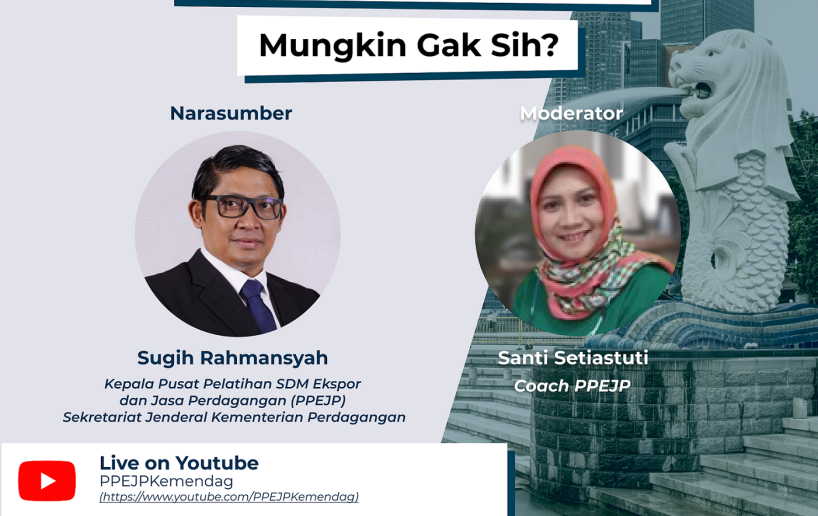 Mungkin Gak Sih?
Narasumber
Moderator
Sugih Rahmansyah
Kepala Pusat Pelatihan SDM Ekspor
dan Jasa Perdagangan (PPEJP)
Sekretariat Jenderal Kementerian Perdagangan
Santi Setiastuti
Coach PPEJP
Live on Youtube
PPEJPKemendag
(https://www.youtube.com/PPEJPKemendag)